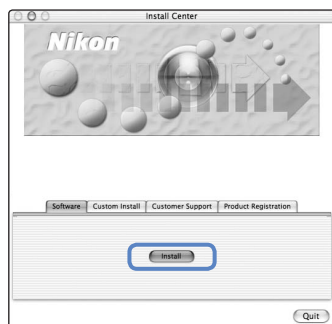 Install Center
Nikon
Software Custom Install Customer Support Product Registration
Install
Quit